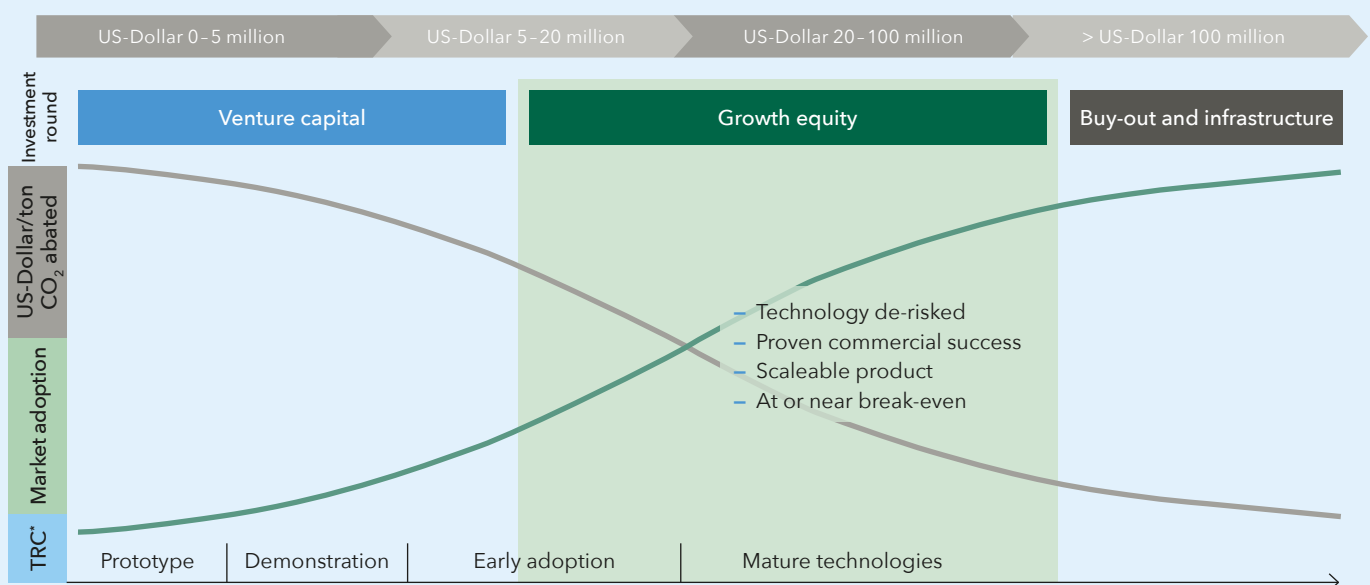 US-Dollar 0–5 million
US-Dollar 5–20 million
US-Dollar 20–100 million
> US-Dollar 100 million
Investment
round
Venture capital
Growth equity
Buy-out and infrastructure
US-Dollar/ton
CO₂ abated
– Technology de-risked
– Proven commercial success
– Scaleable product
– At or near break-even
Market adoption
TRC*
Prototype
Demonstration
Early adoption
Mature technologies